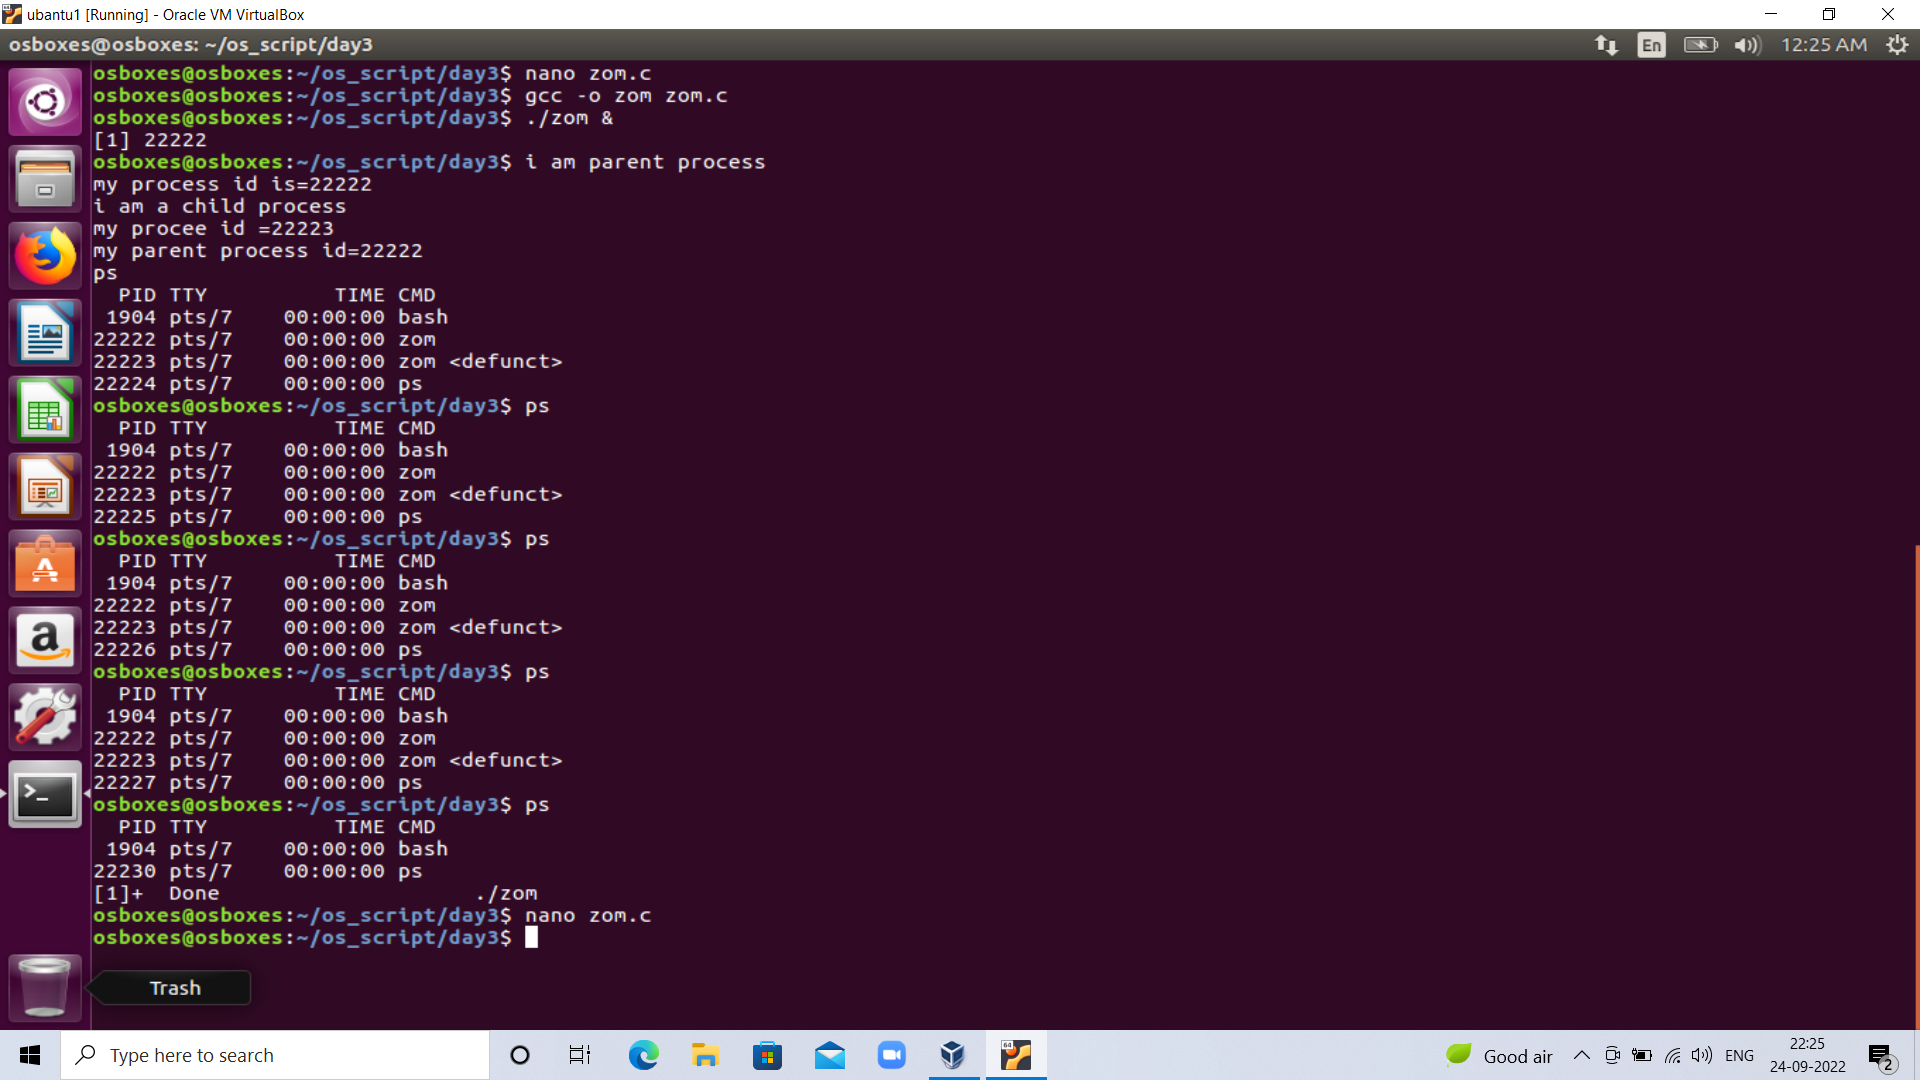 ubantu1 [Running] - Oracle VM VirtualBox
osboxes@osboxes: ~/os_script/day3
En
12:25 AM
osboxes@osboxes:~/os_script/day3$ nano zom.c
osboxes@osboxes:~/os_script/day3$ gcc -o zom zom.c
osboxes@osboxes:~/os_script/day3$ ./zom &
[1] 22222
osboxes@osboxes:~/os_script/day3$ i am parent process
my process id is=22222
i am a child process
my procee id =22223
my parent process id=22222
ps
  PID TTY          TIME CMD
 1904 pts/7    00:00:00 bash
22222 pts/7    00:00:00 zom
22223 pts/7    00:00:00 zom <defunct>
22224 pts/7    00:00:00 ps
osboxes@osboxes:~/os_script/day3$ ps
  PID TTY          TIME CMD
 1904 pts/7    00:00:00 bash
22222 pts/7    00:00:00 zom
22223 pts/7    00:00:00 zom <defunct>
22225 pts/7    00:00:00 ps
osboxes@osboxes:~/os_script/day3$ ps
  PID TTY          TIME CMD
 1904 pts/7    00:00:00 bash
22222 pts/7    00:00:00 zom
22223 pts/7    00:00:00 zom <defunct>
22226 pts/7    00:00:00 ps
osboxes@osboxes:~/os_script/day3$ ps
  PID TTY          TIME CMD
 1904 pts/7    00:00:00 bash
22222 pts/7    00:00:00 zom
22223 pts/7    00:00:00 zom <defunct>
22227 pts/7    00:00:00 ps
osboxes@osboxes:~/os_script/day3$ ps
  PID TTY          TIME CMD
 1904 pts/7    00:00:00 bash
22230 pts/7    00:00:00 ps
[1]+  Done                    ./zom
osboxes@osboxes:~/os_script/day3$ nano zom.c
osboxes@osboxes:~/os_script/day3$
Trash
Type here to search
Good air
ENG
22:25
24-09-2022
2